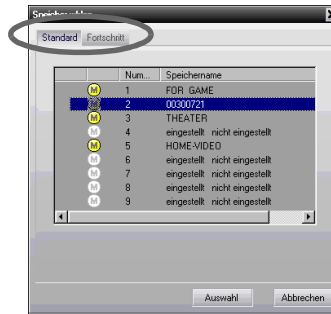 Standard Fortschritt
Num... Speichername
M 1 FOR GAME
M 2 00300721
M 3 THEATER
M 4 eingestellt nicht eingestellt
M 5 HOME-VIDEO
M 6 eingestellt nicht eingestellt
M 7 eingestellt nicht eingestellt
M 8 eingestellt nicht eingestellt
M 9 eingestellt nicht eingestellt
Auswahl Abbrechen